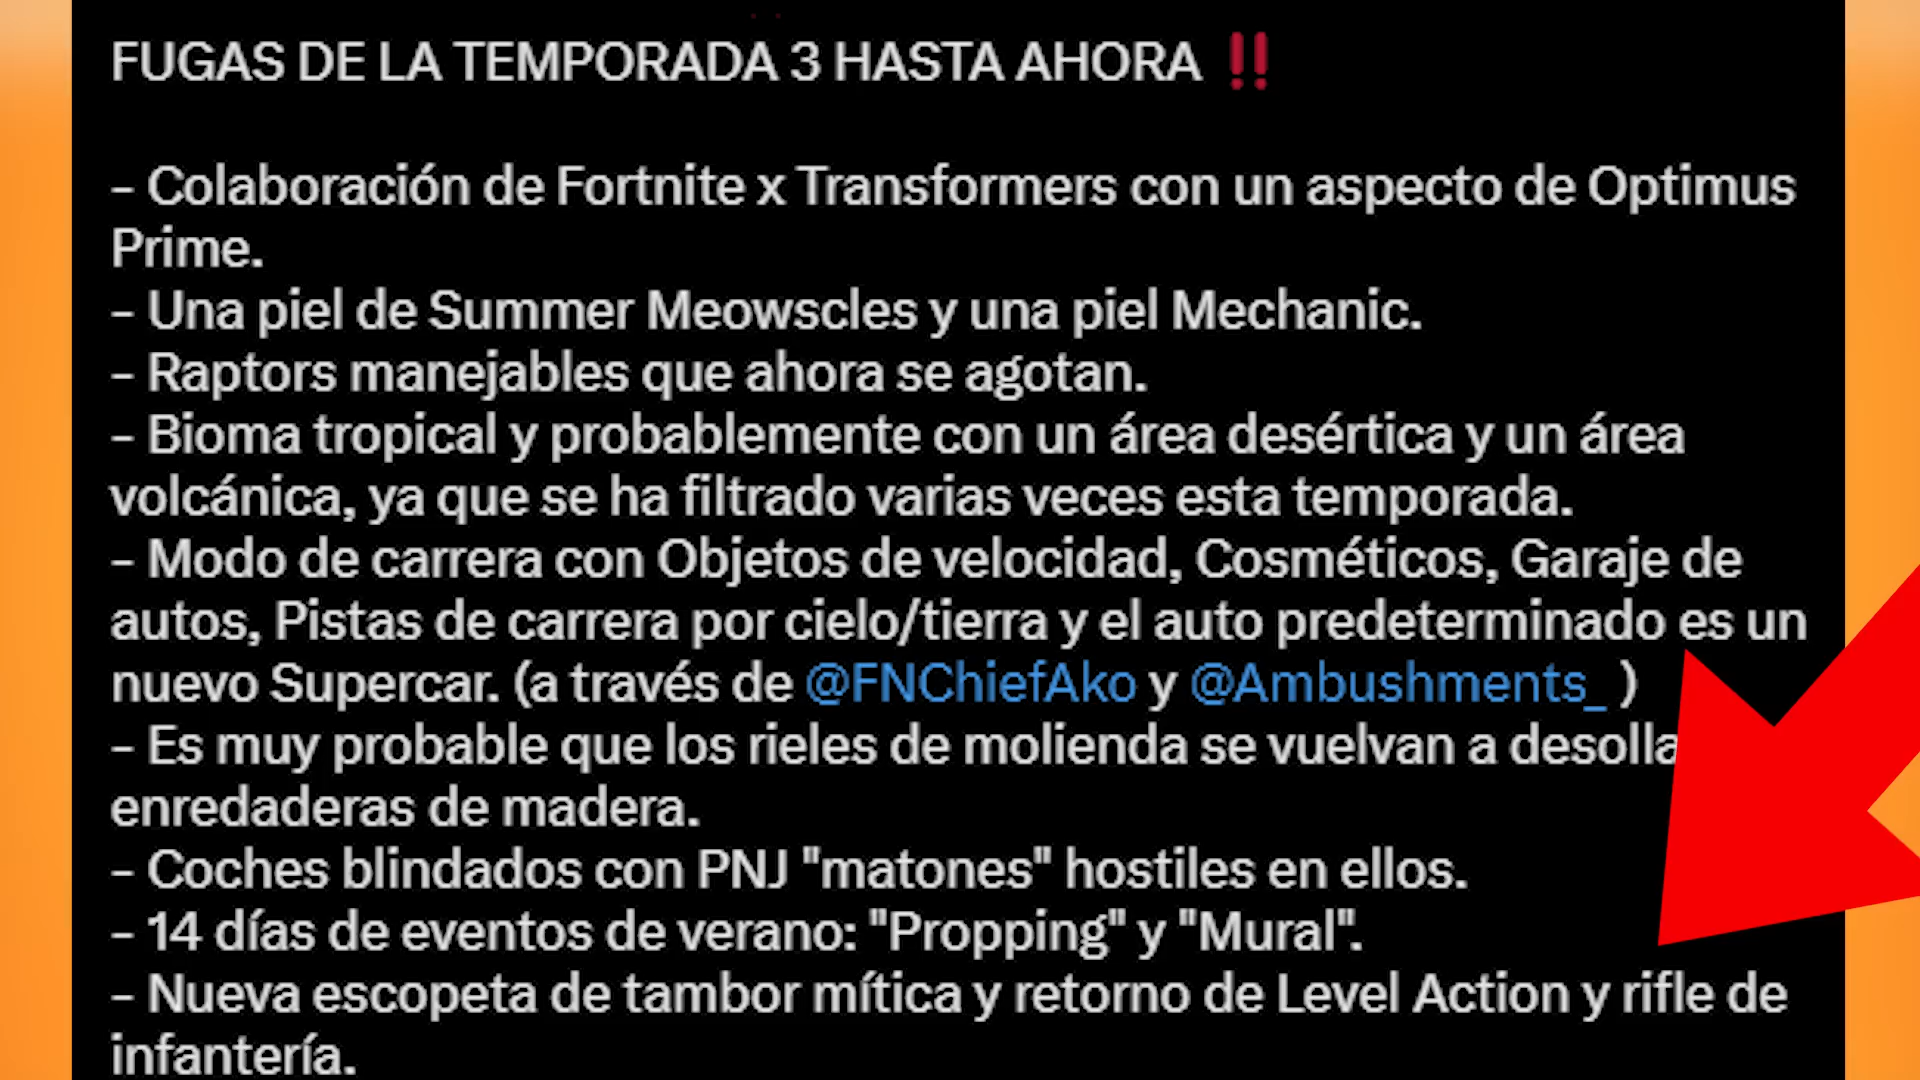 FUGAS DE LA TEMPORADA 3 HASTA AHORA ‼️
– Colaboración de Fortnite x Transformers con un aspecto de Optimus
Prime.
– Una piel de Summer Meowscles y una piel Mechanic.
– Raptors manejables que ahora se agotan.
– Bioma tropical y probablemente con un área desértica y un área
volcánica, ya que se ha filtrado varias veces esta temporada.
– Modo de carrera con Objetos de velocidad, Cosméticos, Garaje de
autos, Pistas de carrera por cielo/tierra y el auto predeterminado es un
nuevo Supercar. (a través de @FNChiefAko y @Ambushments_ )
– Es muy probable que los rieles de molienda se vuelvan a
enredaderas de madera.
– Coches blindados con PNJ "matones" hostiles en ellos.
– 14 días de eventos de verano: "Propping" y "Mural".
– Nueva escopeta de tambor mítica y retorno de Level Action y rifle de
infantería.